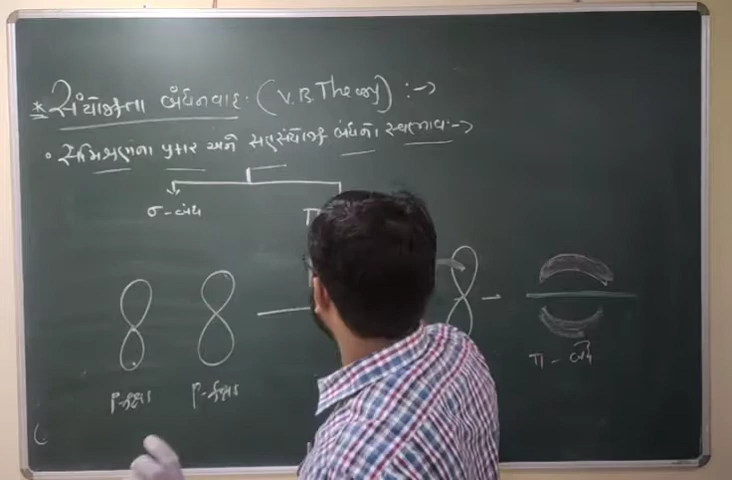 * સંયોજકતા બંધનવાદ (V.B. Theory) :->
• સંમિશ્રણના પ્રકાર અને સહસંયોજક બંધનો સ્વભાવ :->
σ-બંધ
π-બંધ
p-કક્ષક p-કક્ષક